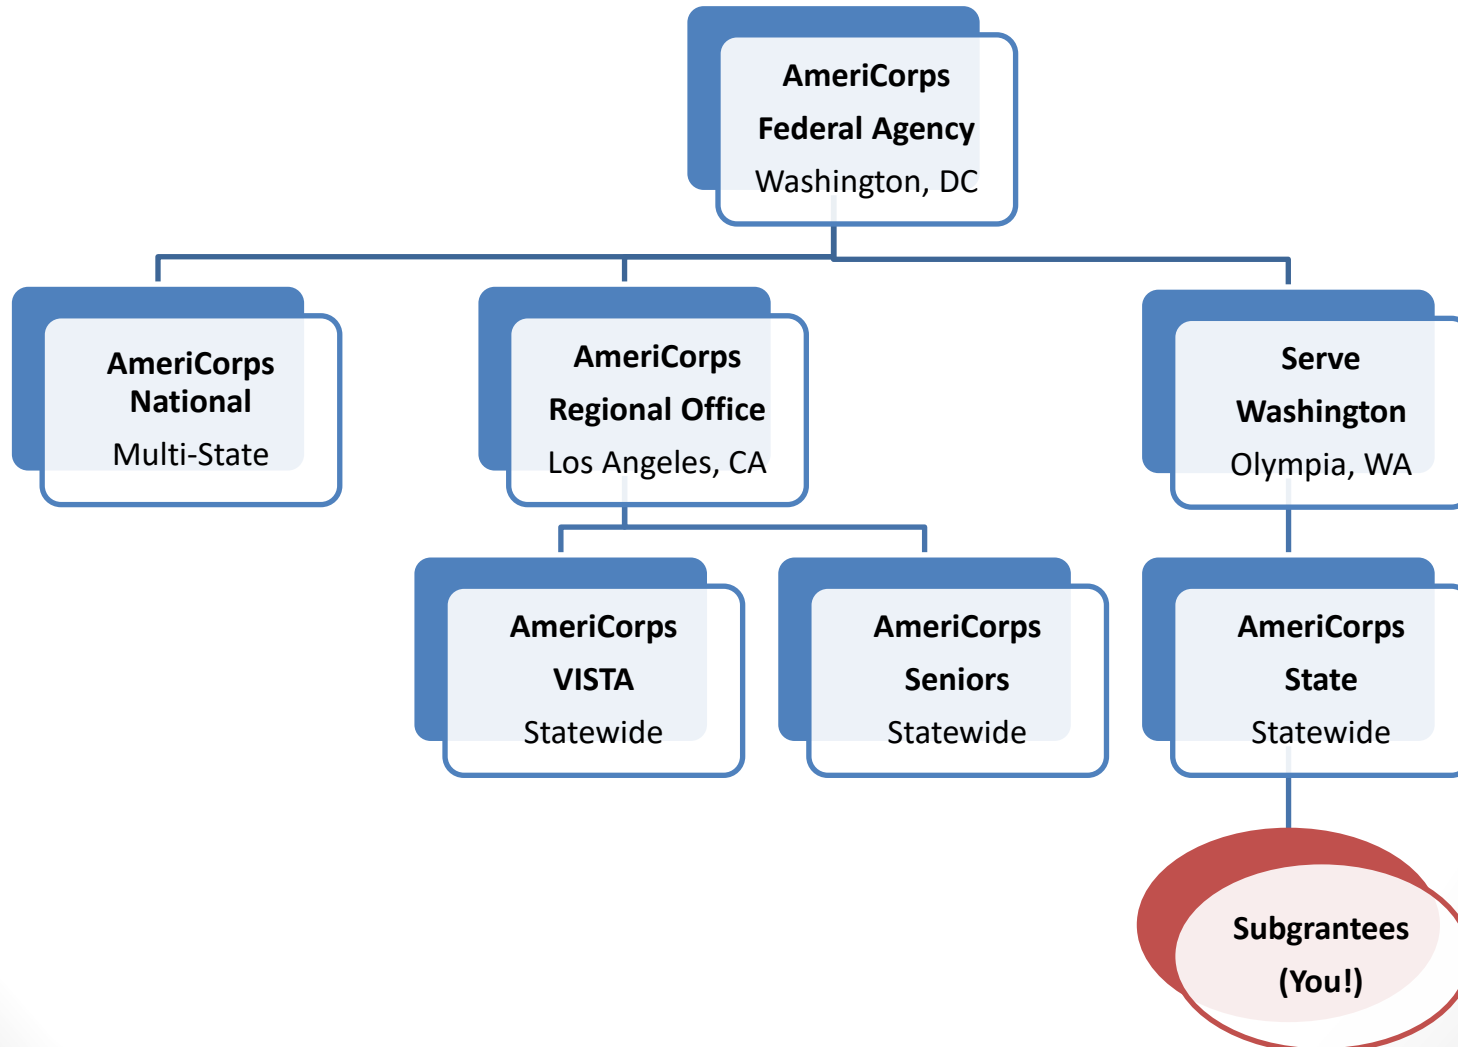 AmeriCorps
Federal Agency
Washington, DC
AmeriCorps
National
Multi-State
AmeriCorps
Regional Office
Los Angeles, CA
Serve
Washington
Olympia, WA
AmeriCorps
VISTA
Statewide
AmeriCorps
Seniors
Statewide
AmeriCorps
State
Statewide
Subgrantees
(You!)